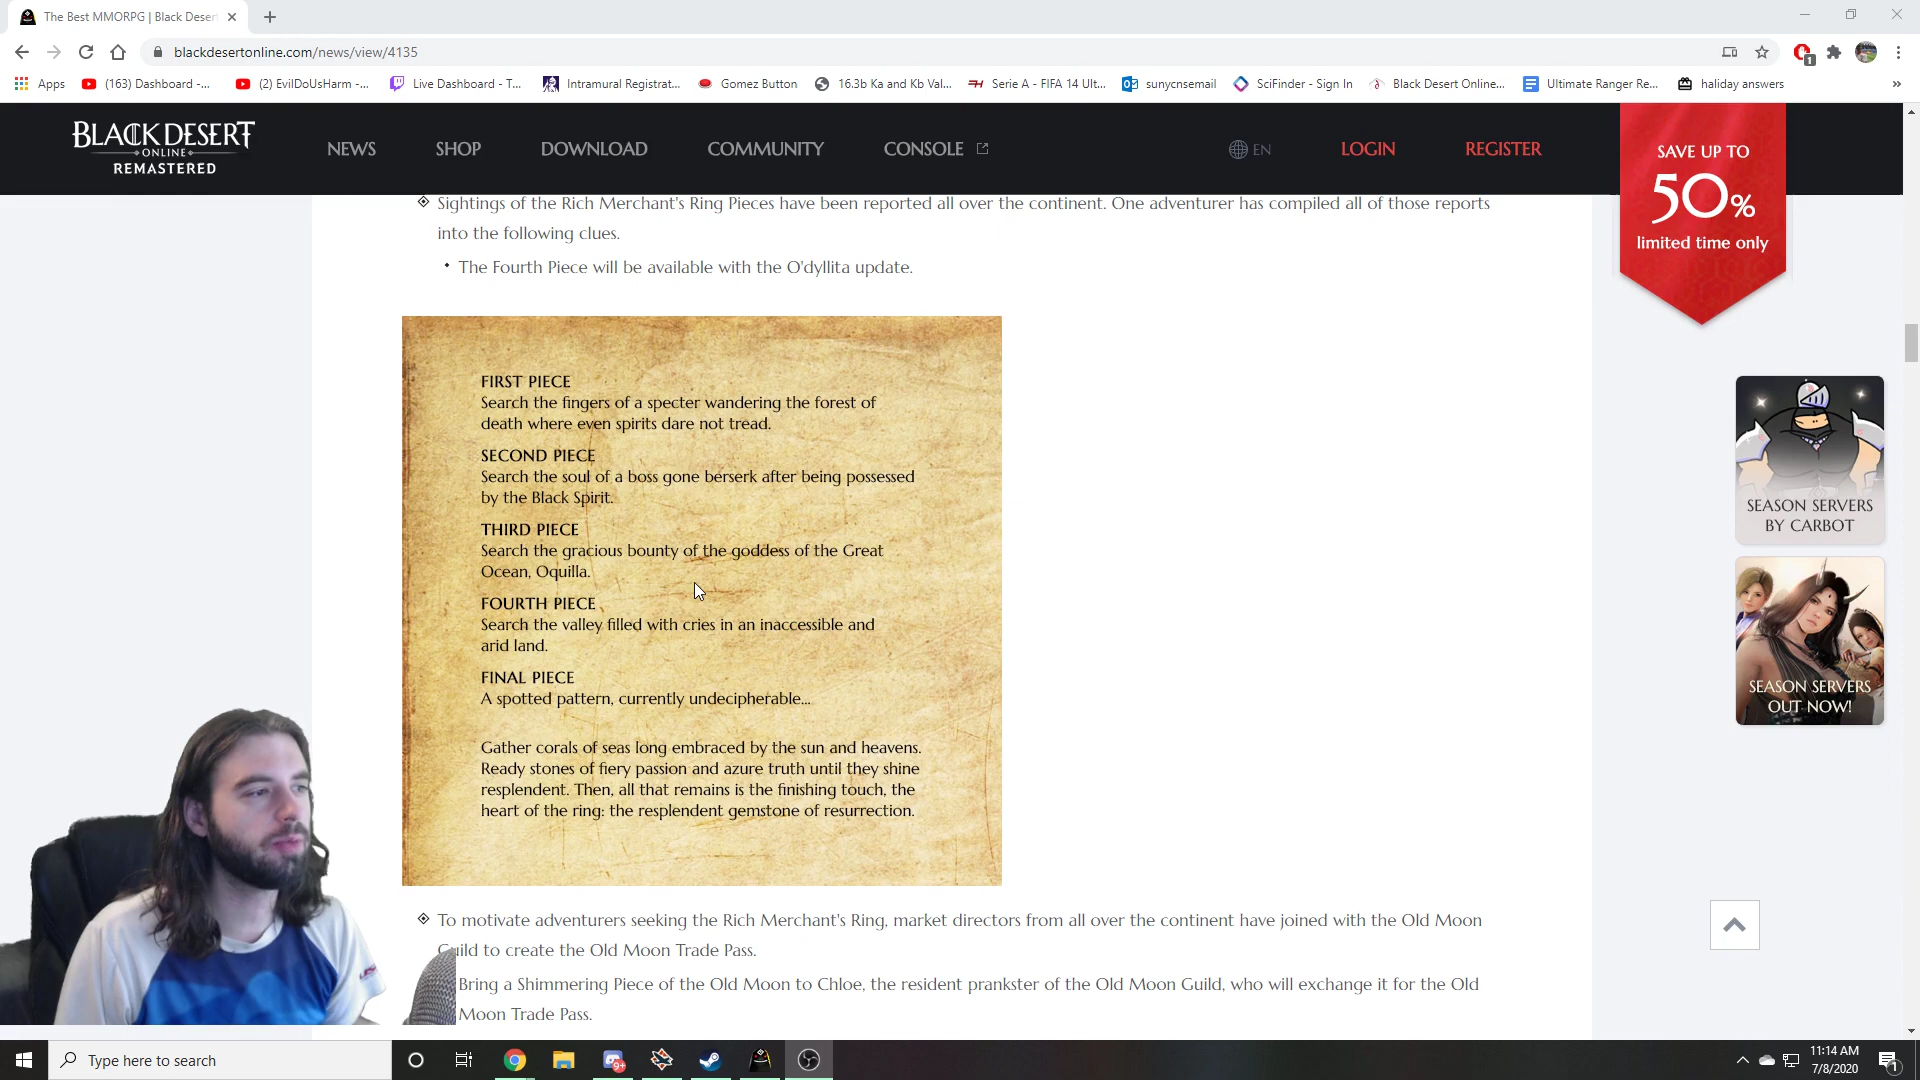 The Best MMORPG | Black Deser
blackdesertonline.com/news/view/4135
1
Apps
(163) Dashboard -...
(2) EvilDoUsHarm -...
Live Dashboard - T...
Intramural Registrat...
Gomez Button
16.3b Ka and Kb Val...
Serie A - FIFA 14 Ult...
sunycnsemail
SciFinder - Sign In
Black Desert Online...
Ultimate Ranger Re...
haliday answers
»
BLACK DESERT
ONLINE
REMASTERED
NEWS
SHOP
DOWNLOAD
COMMUNITY
CONSOLE
EN
LOGIN
REGISTER
SAVE UP TO
50%
limited time only
Sightings of the Rich Merchant's Ring Pieces have been reported all over the continent. One adventurer has compiled all of those reports
into the following clues.
The Fourth Piece will be available with the O'dyllita update.
FIRST PIECE
Search the fingers of a specter wandering the forest of
death where even spirits dare not tread.
SECOND PIECE
Search the soul of a boss gone berserk after being possessed
by the Black Spirit.
THIRD PIECE
Search the gracious bounty of the goddess of the Great
Ocean, Oquilla.
FOURTH PIECE
Search the valley filled with cries in an inaccessible and
arid land.
FINAL PIECE
A spotted pattern, currently undecipherable...
Gather corals of seas long embraced by the sun and heavens.
Ready stones of fiery passion and azure truth until they shine
resplendent. Then, all that remains is the finishing touch, the
heart of the ring: the resplendent gemstone of resurrection.
SEASON SERVERS
BY CARBOT
SEASON SERVERS
OUT NOW!
To motivate adventurers seeking the Rich Merchant's Ring, market directors from all over the continent have joined with the Old Moon
Guild to create the Old Moon Trade Pass.
Bring a Shimmering Piece of the Old Moon to Chloe, the resident prankster of the Old Moon Guild, who will exchange it for the Old
Moon Trade Pass.
Type here to search
9+
11:14 AM
7/8/2020
1